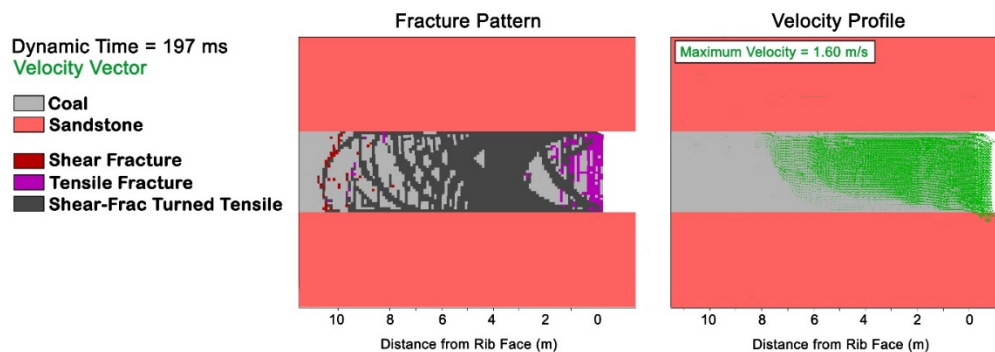 Fracture Pattern
Velocity Profile
Dynamic Time = 197 ms
Velocity Vector
Coal
Sandstone
Shear Fracture
Tensile Fracture
Shear-Frac Turned Tensile
Maximum Velocity = 1.60 m/s
10 8 6 4 2 0
Distance from Rib Face (m)
10 8 6 4 2 0
Distance from Rib Face (m)